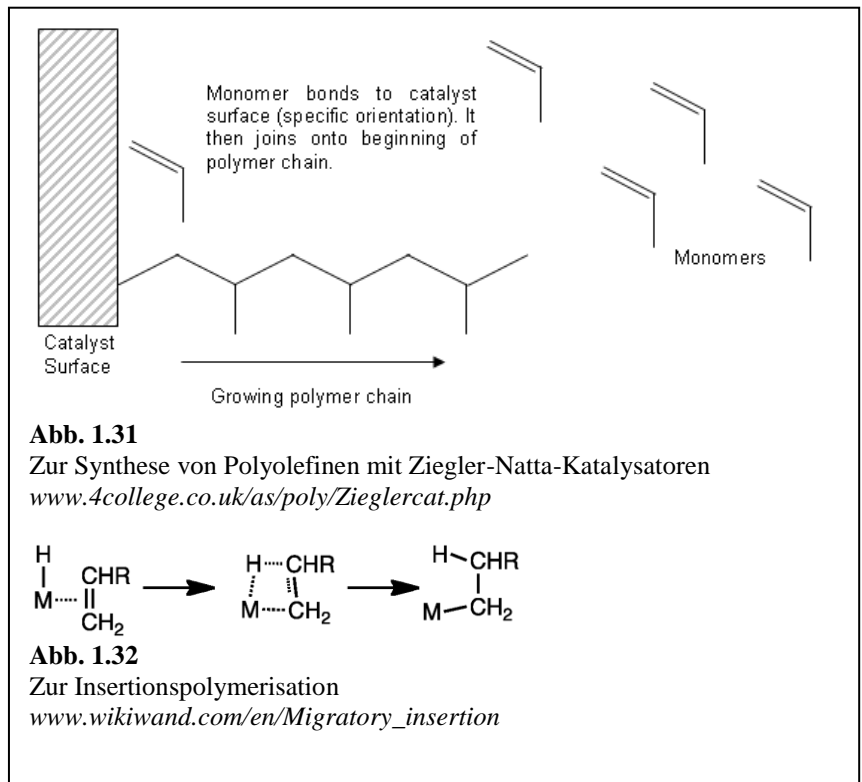 Monomer bonds to catalyst
surface (specific orientation). It
then joins onto beginning of
polymer chain.
Monomers
Catalyst
Surface
Growing polymer chain
Abb. 1.31
Zur Synthese von Polyolefinen mit Ziegler-Natta-Katalysatoren
www.4college.co.uk/as/poly/Zieglercat.php
H
M
CHR
CH₂
H
CHR
M
CH₂
H
CHR
M
CH₂
Abb. 1.32
Zur Insertionspolymerisation
www.wikiwand.com/en/Migratory_insertion